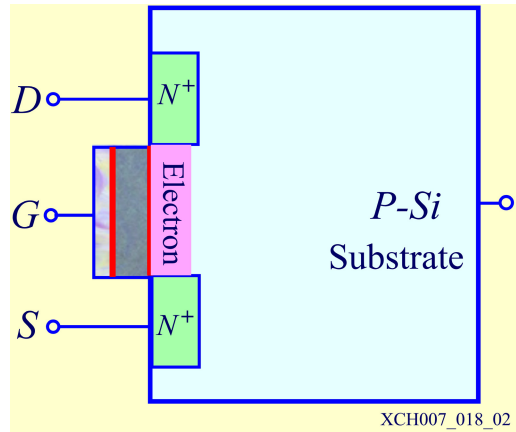 D
N+
G
Electron
P-Si
Substrate
S
N+
XCH007_018_02